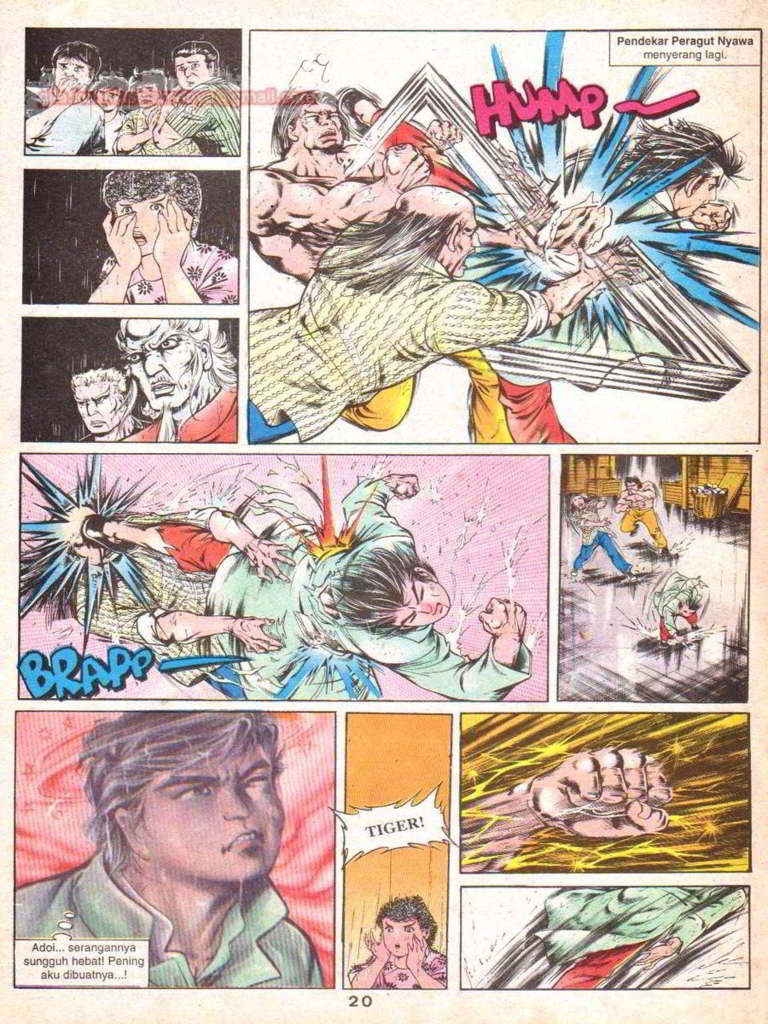 Pendekar Peragut Nyawa
menyerang lagi.
HUMP
BRAPP
TIGER!
Adoi... serangannya
sungguh hebat! Pening
aku dibuatnya...!
20